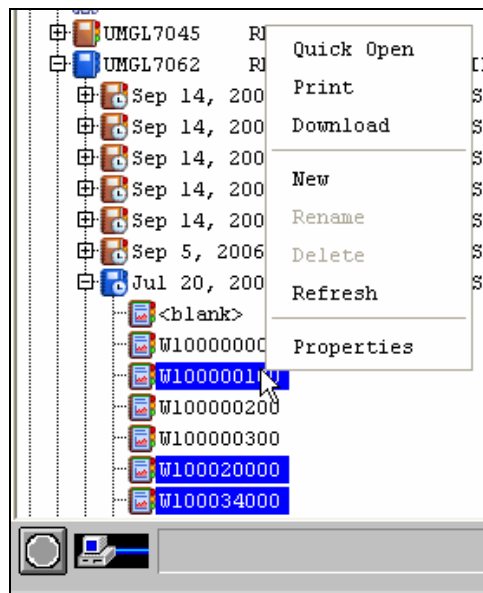 UMGL7045
Quick Open
UMGL7062
Sep 14, 200
Print
Sep 14, 200
Download
Sep 14, 200
Sep 14, 200
New
Sep 14, 200
Rename
Sep 5, 2006
Delete
Jul 20, 200
Refresh
<blank>
W10000000
Properties
W100000100
W100000200
W100000300
W100020000
W100034000